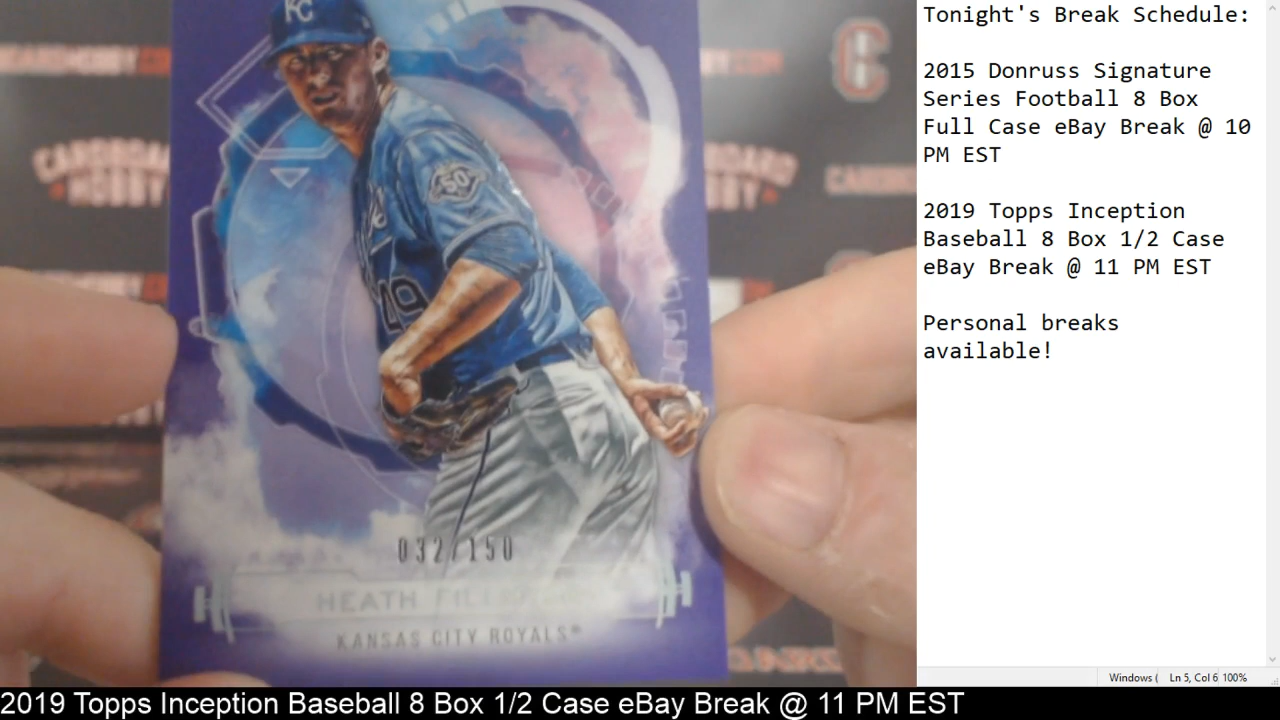 KC
50
49
032/150
HEATH
KANSAS CITY ROYALS®
CARDBOARD
HOBBY
Tonight's Break Schedule:
2015 Donruss Signature
Series Football 8 Box
Full Case eBay Break @ 10
PM EST
2019 Topps Inception
Baseball 8 Box 1/2 Case
eBay Break @ 11 PM EST
Personal breaks
available!
Windows (
Ln 5, Col 6
100%
2019 Topps Inception Baseball 8 Box 1/2 Case eBay Break @ 11 PM EST